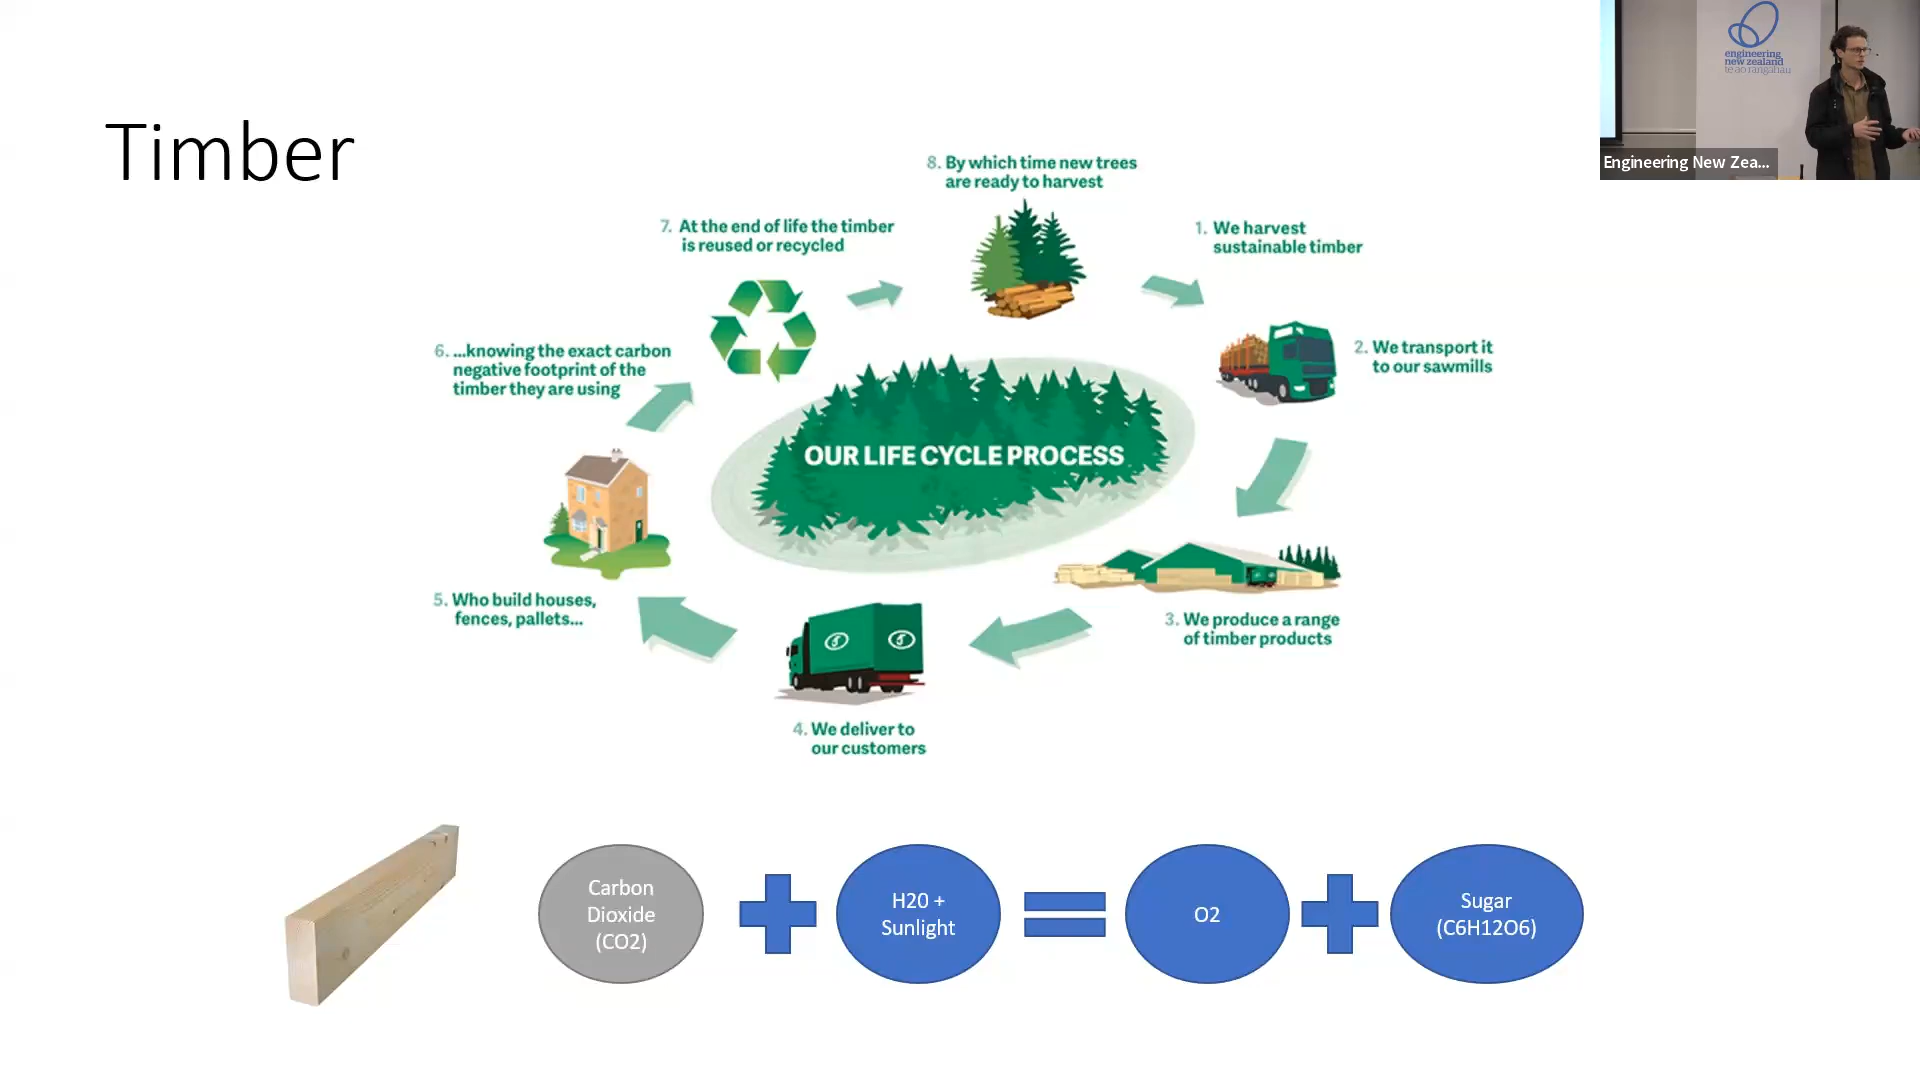 Timber
8. By which time new trees
are ready to harvest
7. At the end of life the timber
is reused or recycled
1. We harvest
sustainable timber
6. ...knowing the exact carbon
negative footprint of the
timber they are using
2. We transport it
to our sawmills
OUR LIFE CYCLE PROCESS
5. Who build houses,
fences, pallets...
3. We produce a range
of timber products
4. We deliver to
our customers
Carbon
Dioxide
(CO2)
H20 +
Sunlight
O2
Sugar
(C6H12O6)
engineering
new zealand
te ao rangahau
Engineering New Zea...